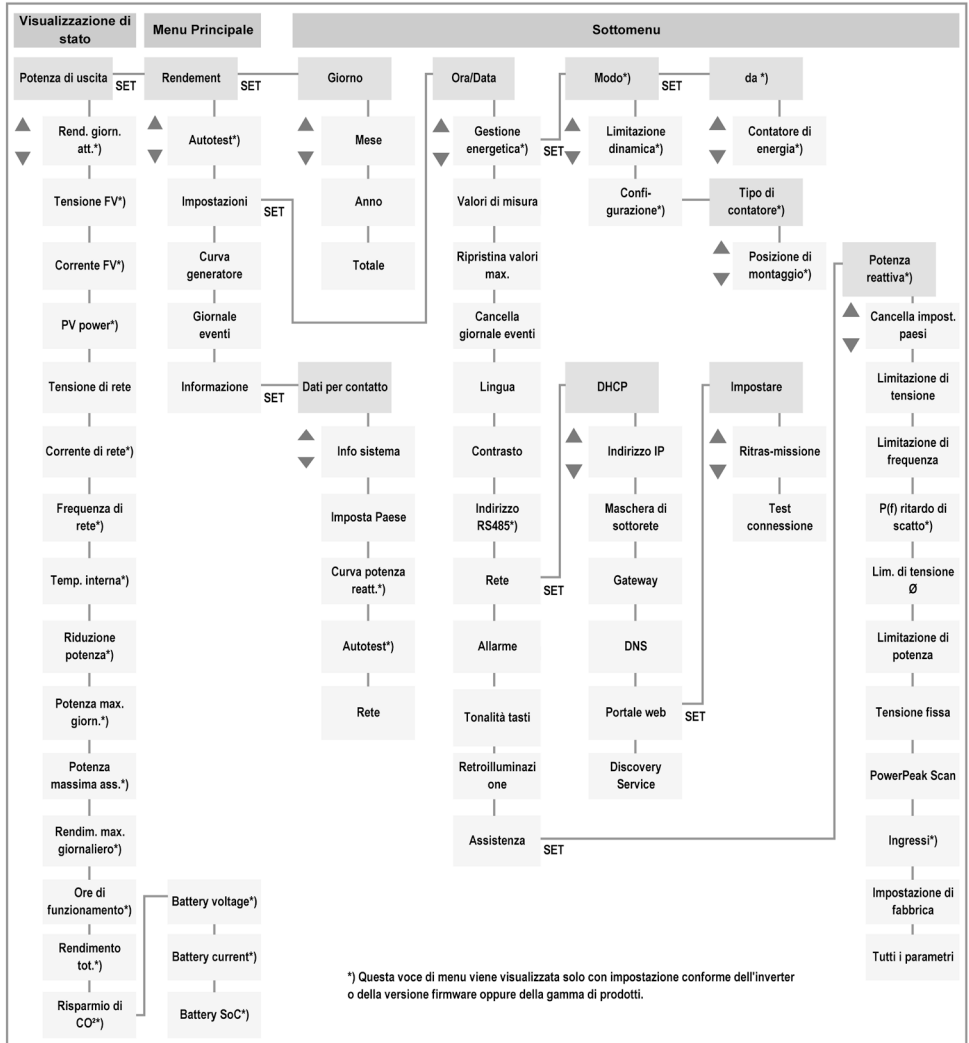 Visualizzazione di
stato
Menu Principale
Sottomenu
Potenza di uscita
SET
Rend. giorn.
att.*)
Tensione FV*)
Corrente FV*)
PV power*)
Tensione di rete
Corrente di rete*)
Frequenza di
rete*)
Temp. interna*)
Riduzione
potenza*)
Potenza max.
giorn.*)
Potenza
massima ass.*)
Rendim. max.
giornaliero*)
Ore di
funzionamento*)
Rendimento
tot.*)
Risparmio di
CO²*)
Battery voltage*)
Battery current*)
Battery SoC*)
Rendement
SET
Autotest*)
Impostazioni
SET
Curva
generatore
Giornale
eventi
Informazione
SET
Giorno
Mese
Anno
Totale
Dati per contatto
Info sistema
Imposta Paese
Curva potenza
reatt.*)
Autotest*)
Rete
Ora/Data
Gestione
energetica*)
SET
Valori di misura
Ripristina valori
max.
Cancella
giornale eventi
Lingua
Contrasto
Indirizzo
RS485*)
Rete
SET
Allarme
Tonalità tasti
Retroilluminazi
one
Assistenza
SET
Modo*)
SET
Limitazione
dinamica*)
Confi-
gurazione*)
da *)
Contatore di
energia*)
Tipo di
contatore*)
Posizione di
montaggio*)
DHCP
Indirizzo IP
Maschera di
sottorete
Gateway
DNS
Portale web
SET
Discovery
Service
Impostare
Ritras-missione
Test
connessione
Potenza
reattiva*)
Cancella impost.
paesi
Limitazione di
tensione
Limitazione di
frequenza
P(f) ritardo di
scatto*)
Lim. di tensione
Ø
Limitazione di
potenza
Tensione fissa
PowerPeak Scan
Ingressi*)
Impostazione di
fabbrica
Tutti i parametri
*) Questa voce di menu viene visualizzata solo con impostazione conforme dell'inverter
o della versione firmware oppure della gamma di prodotti.